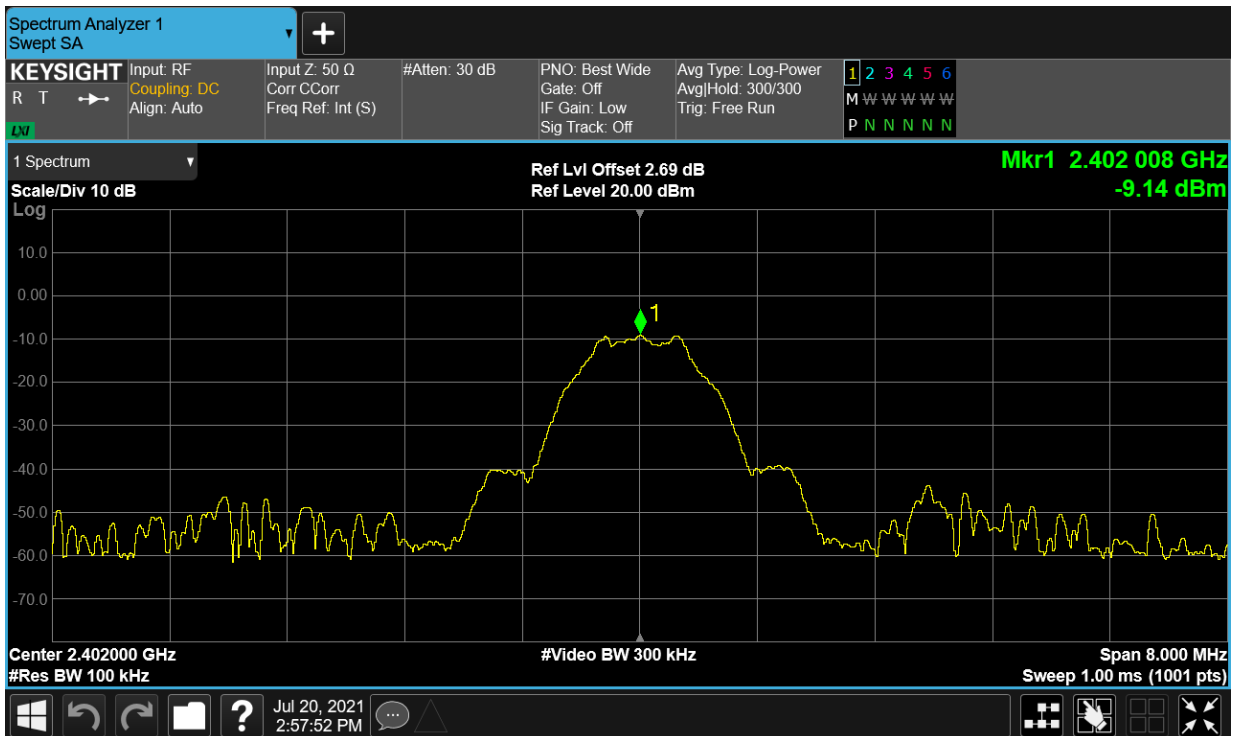 Spectrum Analyzer 1
Swept SA
KEYSIGHT
R T
LXI
Input: RF
Coupling: DC
Align: Auto
Input Z: 50 Ω
Corr CCorr
Freq Ref: Int (S)
#Atten: 30 dB
PNO: Best Wide
Gate: Off
IF Gain: Low
Sig Track: Off
Avg Type: Log-Power
Avg|Hold: 300/300
Trig: Free Run
1 2 3 4 5 6
M W W W W W
P N N N N N
1 Spectrum
Scale/Div 10 dB
Log
Ref Lvl Offset 2.69 dB
Ref Level 20.00 dBm
Mkr1 2.402 008 GHz
-9.14 dBm
10.0
0.00
-10.0
-20.0
-30.0
-40.0
-50.0
-60.0
-70.0
1
Center 2.402000 GHz
#Res BW 100 kHz
#Video BW 300 kHz
Span 8.000 MHz
Sweep 1.00 ms (1001 pts)
?
Jul 20, 2021
2:57:52 PM